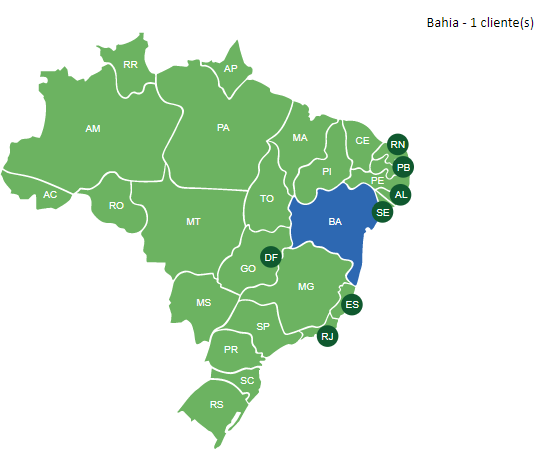 Bahia - 1 cliente(s)
RR
AP
AM
PA
MA
CE
RN
PB
PI
PE
AC
AL
TO
RO
SE
MT
BA
DF
GO
MG
MS
ES
SP
RJ
PR
SC
RS